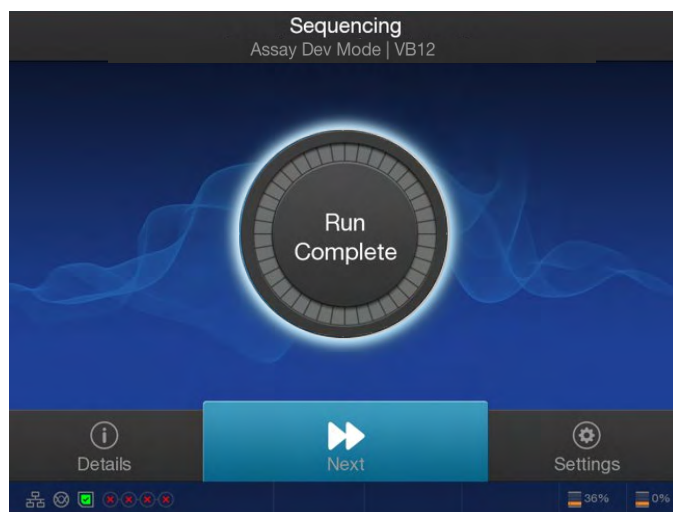 Sequencing
Assay Dev Mode | VB12
Run
Complete
Details
Next
Settings
36%
0%